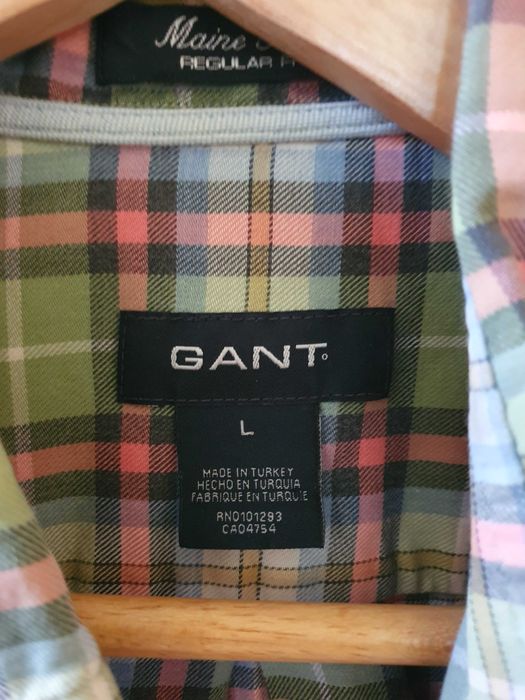 Maine
REGULAR
GANT
L
MADE IN TURKEY
HECHO EN TURQUIA
FABRIQUE EN TURQUIE
RN0101293
CA04754